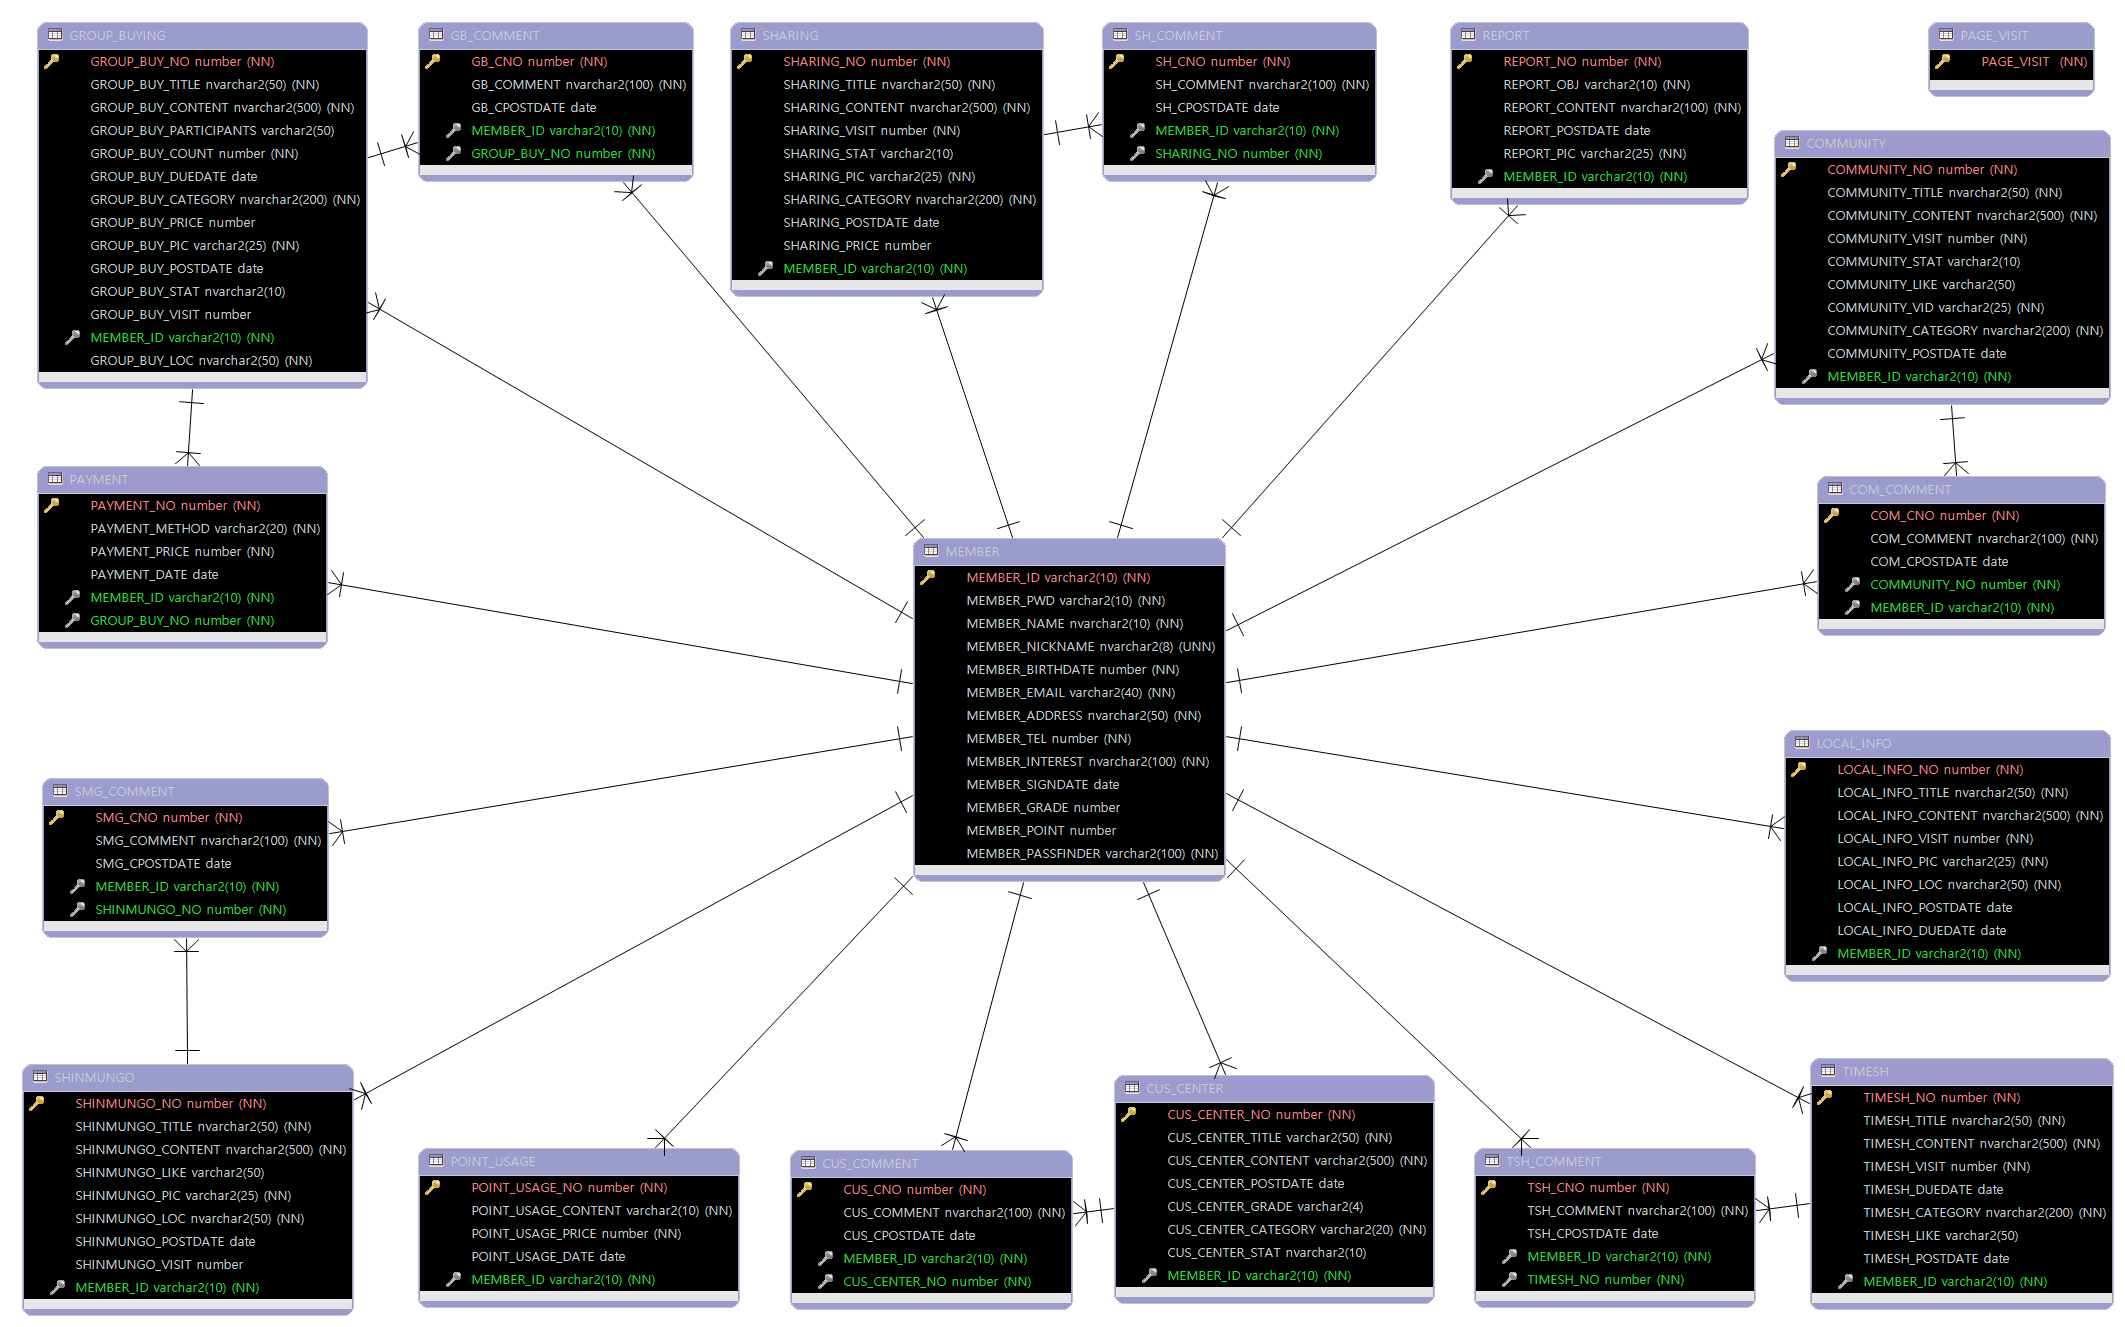 GROUP_BUYING
GROUP_BUY_NO number (NN)
GROUP_BUY_TITLE nvarchar2(50) (NN)
GROUP_BUY_CONTENT nvarchar2(500) (NN)
GROUP_BUY_PARTICIPANTS varchar2(50)
GROUP_BUY_COUNT number (NN)
GROUP_BUY_DUEDATE date
GROUP_BUY_CATEGORY nvarchar2(200) (NN)
GROUP_BUY_PRICE number
GROUP_BUY_PIC varchar2(25) (NN)
GROUP_BUY_POSTDATE date
GROUP_BUY_STAT nvarchar2(10)
GROUP_BUY_VISIT number
MEMBER_ID varchar2(10) (NN)
GROUP_BUY_LOC nvarchar2(50) (NN)
GB_COMMENT
GB_CNO number (NN)
GB_COMMENT nvarchar2(100) (NN)
GB_CPOSTDATE date
MEMBER_ID varchar2(10) (NN)
GROUP_BUY_NO number (NN)
SHARING
SHARING_NO number (NN)
SHARING_TITLE nvarchar2(50) (NN)
SHARING_CONTENT nvarchar2(500) (NN)
SHARING_VISIT number (NN)
SHARING_STAT varchar2(10)
SHARING_PIC varchar2(25) (NN)
SHARING_CATEGORY nvarchar2(200) (NN)
SHARING_POSTDATE date
SHARING_PRICE number
MEMBER_ID varchar2(10) (NN)
SH_COMMENT
SH_CNO number (NN)
SH_COMMENT nvarchar2(100) (NN)
SH_CPOSTDATE date
MEMBER_ID varchar2(10) (NN)
SHARING_NO number (NN)
REPORT
REPORT_NO number (NN)
REPORT_OBJ varchar2(10) (NN)
REPORT_CONTENT nvarchar2(100) (NN)
REPORT_POSTDATE date
REPORT_PIC varchar2(25) (NN)
MEMBER_ID varchar2(10) (NN)
PAGE_VISIT
PAGE_VISIT (NN)
COMMUNITY
COMMUNITY_NO number (NN)
COMMUNITY_TITLE nvarchar2(50) (NN)
COMMUNITY_CONTENT nvarchar2(500) (NN)
COMMUNITY_VISIT number (NN)
COMMUNITY_STAT varchar2(10)
COMMUNITY_LIKE varchar2(50)
COMMUNITY_VID varchar2(25) (NN)
COMMUNITY_CATEGORY nvarchar2(200) (NN)
COMMUNITY_POSTDATE date
MEMBER_ID varchar2(10) (NN)
PAYMENT
PAYMENT_NO number (NN)
PAYMENT_METHOD varchar2(20) (NN)
PAYMENT_PRICE number (NN)
PAYMENT_DATE date
MEMBER_ID varchar2(10) (NN)
GROUP_BUY_NO number (NN)
MEMBER
MEMBER_ID varchar2(10) (NN)
MEMBER_PWD varchar2(10) (NN)
MEMBER_NAME nvarchar2(10) (NN)
MEMBER_NICKNAME nvarchar2(8) (UNN)
MEMBER_BIRTHDATE number (NN)
MEMBER_EMAIL varchar2(40) (NN)
MEMBER_ADDRESS nvarchar2(50) (NN)
MEMBER_TEL number (NN)
MEMBER_INTEREST nvarchar2(100) (NN)
MEMBER_SIGNDATE date
MEMBER_GRADE number
MEMBER_POINT number
MEMBER_PASSFINDER varchar2(100) (NN)
COM_COMMENT
COM_CNO number (NN)
COM_COMMENT nvarchar2(100) (NN)
COM_CPOSTDATE date
COMMUNITY_NO number (NN)
MEMBER_ID varchar2(10) (NN)
LOCAL_INFO
LOCAL_INFO_NO number (NN)
LOCAL_INFO_TITLE nvarchar2(50) (NN)
LOCAL_INFO_CONTENT nvarchar2(500) (NN)
LOCAL_INFO_VISIT number (NN)
LOCAL_INFO_PIC varchar2(25) (NN)
LOCAL_INFO_LOC nvarchar2(50) (NN)
LOCAL_INFO_POSTDATE date
LOCAL_INFO_DUEDATE date
MEMBER_ID varchar2(10) (NN)
SMG_COMMENT
SMG_CNO number (NN)
SMG_COMMENT nvarchar2(100) (NN)
SMG_CPOSTDATE date
MEMBER_ID varchar2(10) (NN)
SHINMUNGO_NO number (NN)
SHINMUNGO
SHINMUNGO_NO number (NN)
SHINMUNGO_TITLE nvarchar2(50) (NN)
SHINMUNGO_CONTENT nvarchar2(500) (NN)
SHINMUNGO_LIKE varchar2(50)
SHINMUNGO_PIC varchar2(25) (NN)
SHINMUNGO_LOC nvarchar2(50) (NN)
SHINMUNGO_POSTDATE date
SHINMUNGO_VISIT number
MEMBER_ID varchar2(10) (NN)
POINT_USAGE
POINT_USAGE_NO number (NN)
POINT_USAGE_CONTENT varchar2(10) (NN)
POINT_USAGE_PRICE number (NN)
POINT_USAGE_DATE date
MEMBER_ID varchar2(10) (NN)
CUS_COMMENT
CUS_CNO number (NN)
CUS_COMMENT nvarchar2(100) (NN)
CUS_CPOSTDATE date
MEMBER_ID varchar2(10) (NN)
CUS_CENTER_NO number (NN)
CUS_CENTER
CUS_CENTER_NO number (NN)
CUS_CENTER_TITLE varchar2(50) (NN)
CUS_CENTER_CONTENT varchar2(500) (NN)
CUS_CENTER_POSTDATE date
CUS_CENTER_GRADE varchar2(4)
CUS_CENTER_CATEGORY varchar2(20) (NN)
CUS_CENTER_STAT nvarchar2(10)
MEMBER_ID varchar2(10) (NN)
TSH_COMMENT
TSH_CNO number (NN)
TSH_COMMENT nvarchar2(100) (NN)
TSH_CPOSTDATE date
MEMBER_ID varchar2(10) (NN)
TIMESH_NO number (NN)
TIMESH
TIMESH_NO number (NN)
TIMESH_TITLE nvarchar2(50) (NN)
TIMESH_CONTENT nvarchar2(500) (NN)
TIMESH_VISIT number (NN)
TIMESH_DUEDATE date
TIMESH_CATEGORY nvarchar2(200) (NN)
TIMESH_LIKE varchar2(50)
TIMESH_POSTDATE date
MEMBER_ID varchar2(10) (NN)